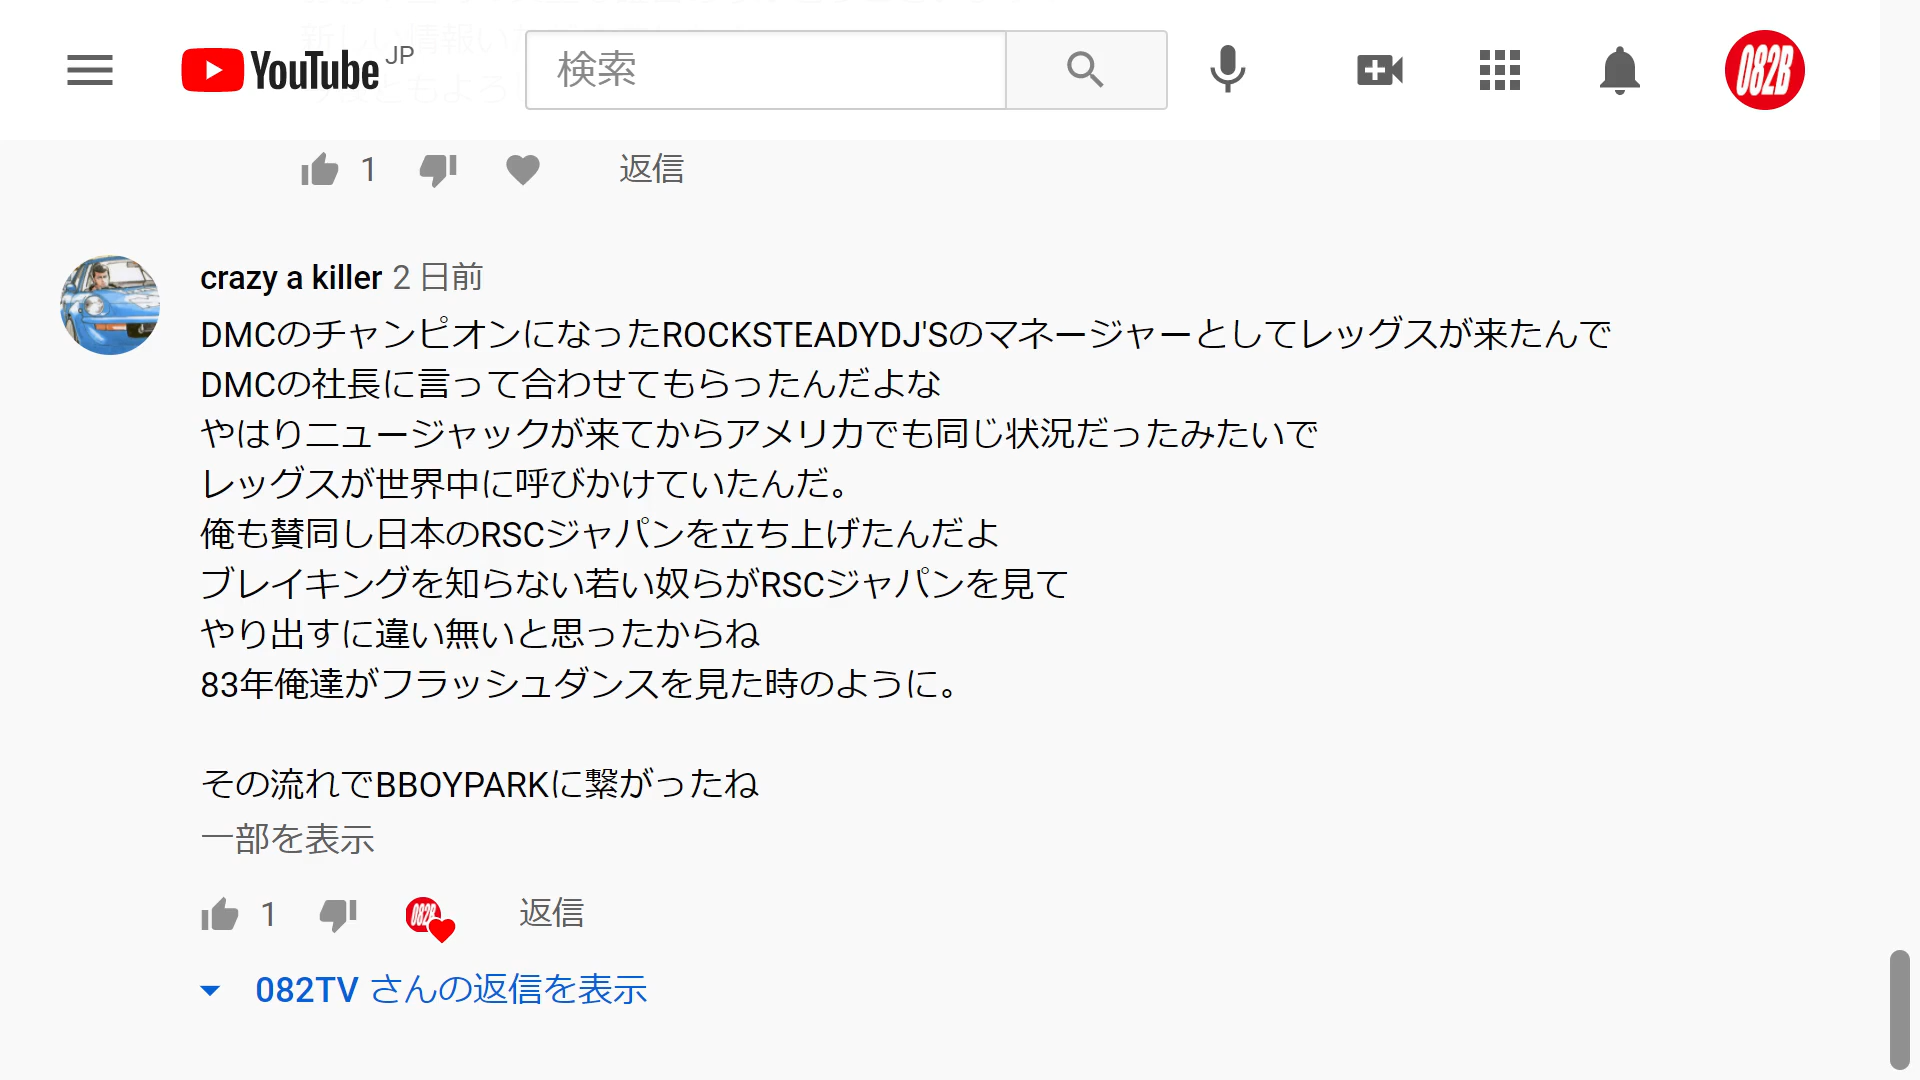 YouTube JP
検索
082B
1
返信
crazy a killer 2 日前
DMCのチャンピオンになったROCKSTEADYDJ'Sのマネージャーとしてレッグスが来たんで
DMCの社長に言って合わせてもらったんだよな
やはりニュージャックが来てからアメリカでも同じ状況だったみたいで
レッグスが世界中に呼びかけていたんだ。
俺も賛同し日本のRSCジャパンを立ち上げたんだよ
ブレイキングを知らない若い奴らがRSCジャパンを見て
やり出すに違い無いと思ったからね
83年俺達がフラッシュダンスを見た時のように。
その流れでBBOYPARKに繋がったね
一部を表示
1
082B
返信
082TV さんの返信を表示